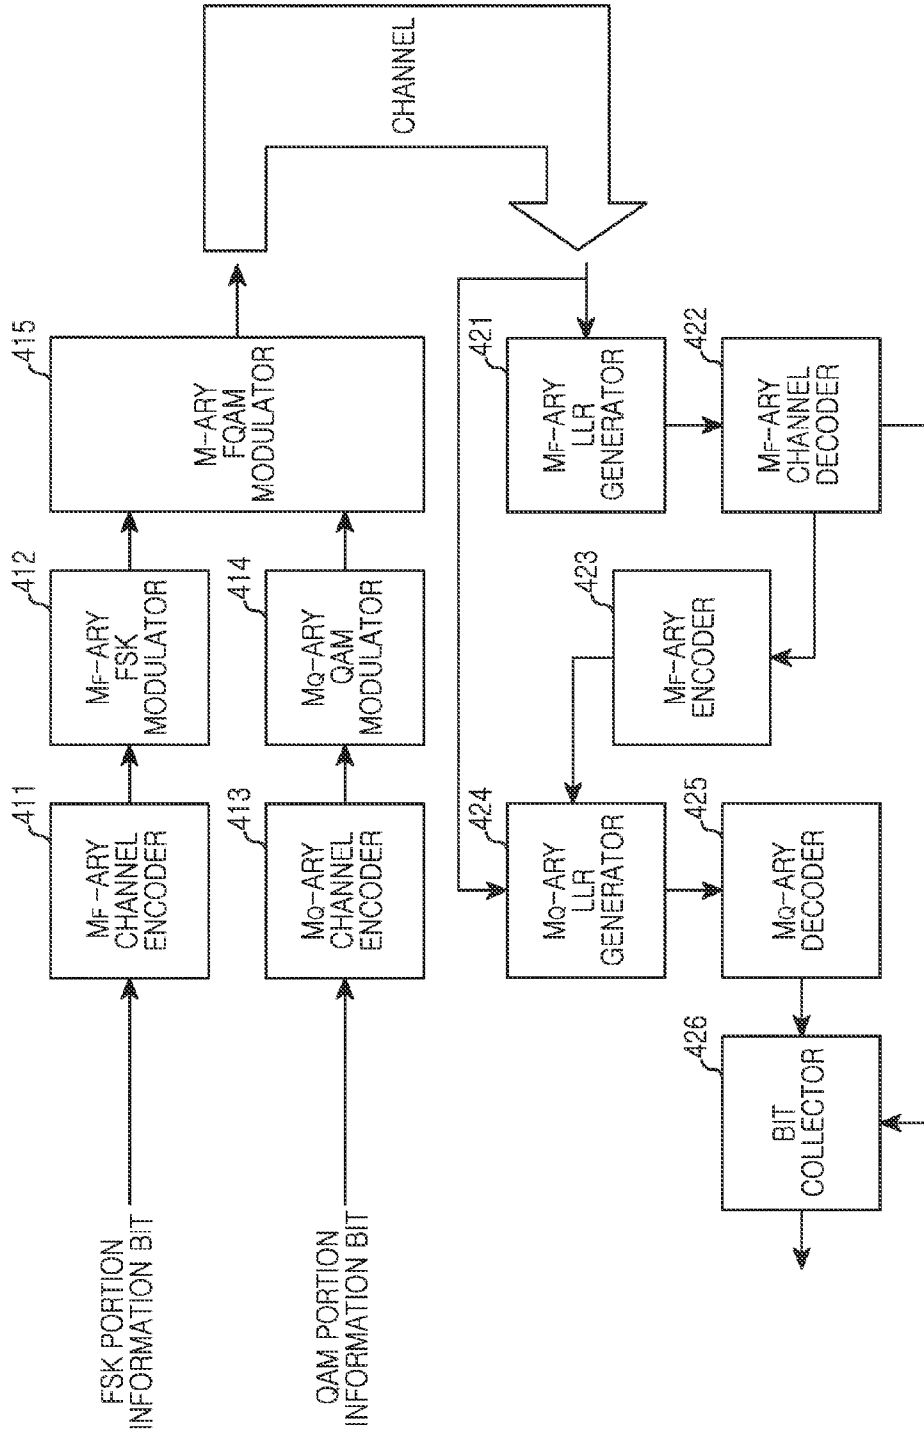 FSK PORTION
INFORMATION BIT
411
MF-ARY
CHANNEL
ENCODER
412
MF-ARY
FSK
MODULATOR
415
M-ARY
FQAM
MODULATOR
QAM PORTION
INFORMATION BIT
413
MQ-ARY
CHANNEL
ENCODER
414
MQ-ARY
QAM
MODULATOR
CHANNEL
424
MQ-ARY
LLR
GENERATOR
423
MF-ARY
ENCODER
421
MF-ARY
LLR
GENERATOR
426
BIT
COLLECTOR
425
MQ-ARY
DECODER
422
MF-ARY
CHANNEL
DECODER